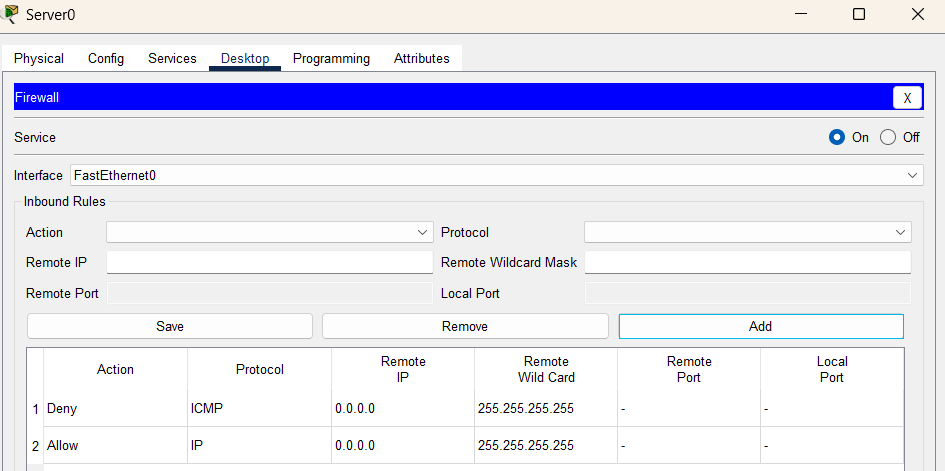 Server0
Physical Config Services Desktop Programming Attributes
Firewall X
Service On Off
Interface FastEthernet0
Inbound Rules
Action Protocol
Remote IP Remote Wildcard Mask
Remote Port Local Port
Save Remove Add
Action Protocol Remote IP Remote Wild Card Remote Port Local Port
1 Deny ICMP 0.0.0.0 255.255.255.255 - -
2 Allow IP 0.0.0.0 255.255.255.255 - -